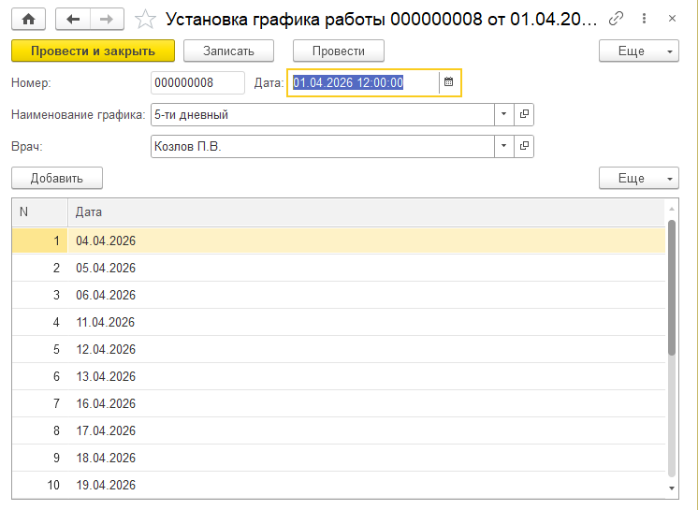 Установка графика работы 000000008 от 01.04.20...
Провести и закрыть Записать Провести Еще
Номер: 000000008 Дата: 01.04.2026 12:00:00
Наименование графика: 5-ти дневный
Врач: Козлов П.В.
Добавить Еще
N Дата
1 04.04.2026
2 05.04.2026
3 06.04.2026
4 11.04.2026
5 12.04.2026
6 13.04.2026
7 16.04.2026
8 17.04.2026
9 18.04.2026
10 19.04.2026